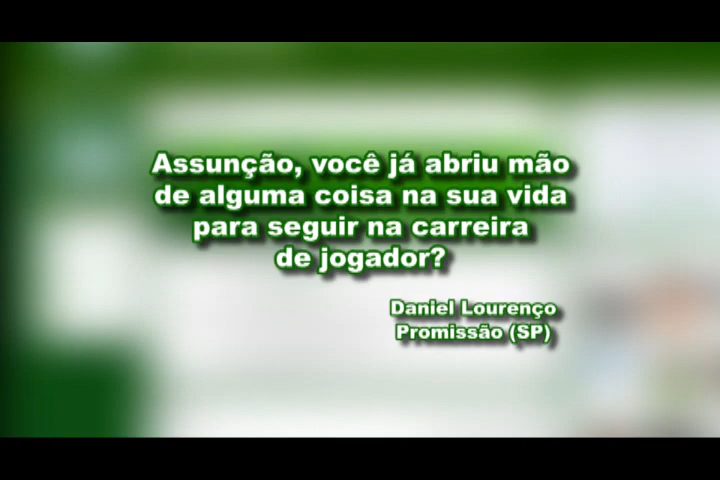 Assunção, você já abriu mão
de alguma coisa na sua vida
para seguir na carreira
de jogador?
Daniel Lourenço
Promissão (SP)